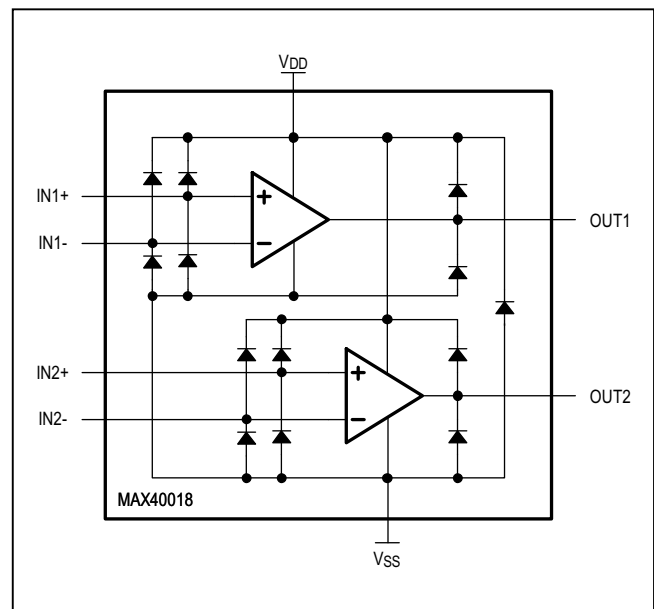 VDD
IN1+
IN1-
+
−
OUT1
IN2+
IN2-
+
−
OUT2
MAX40018
VSS